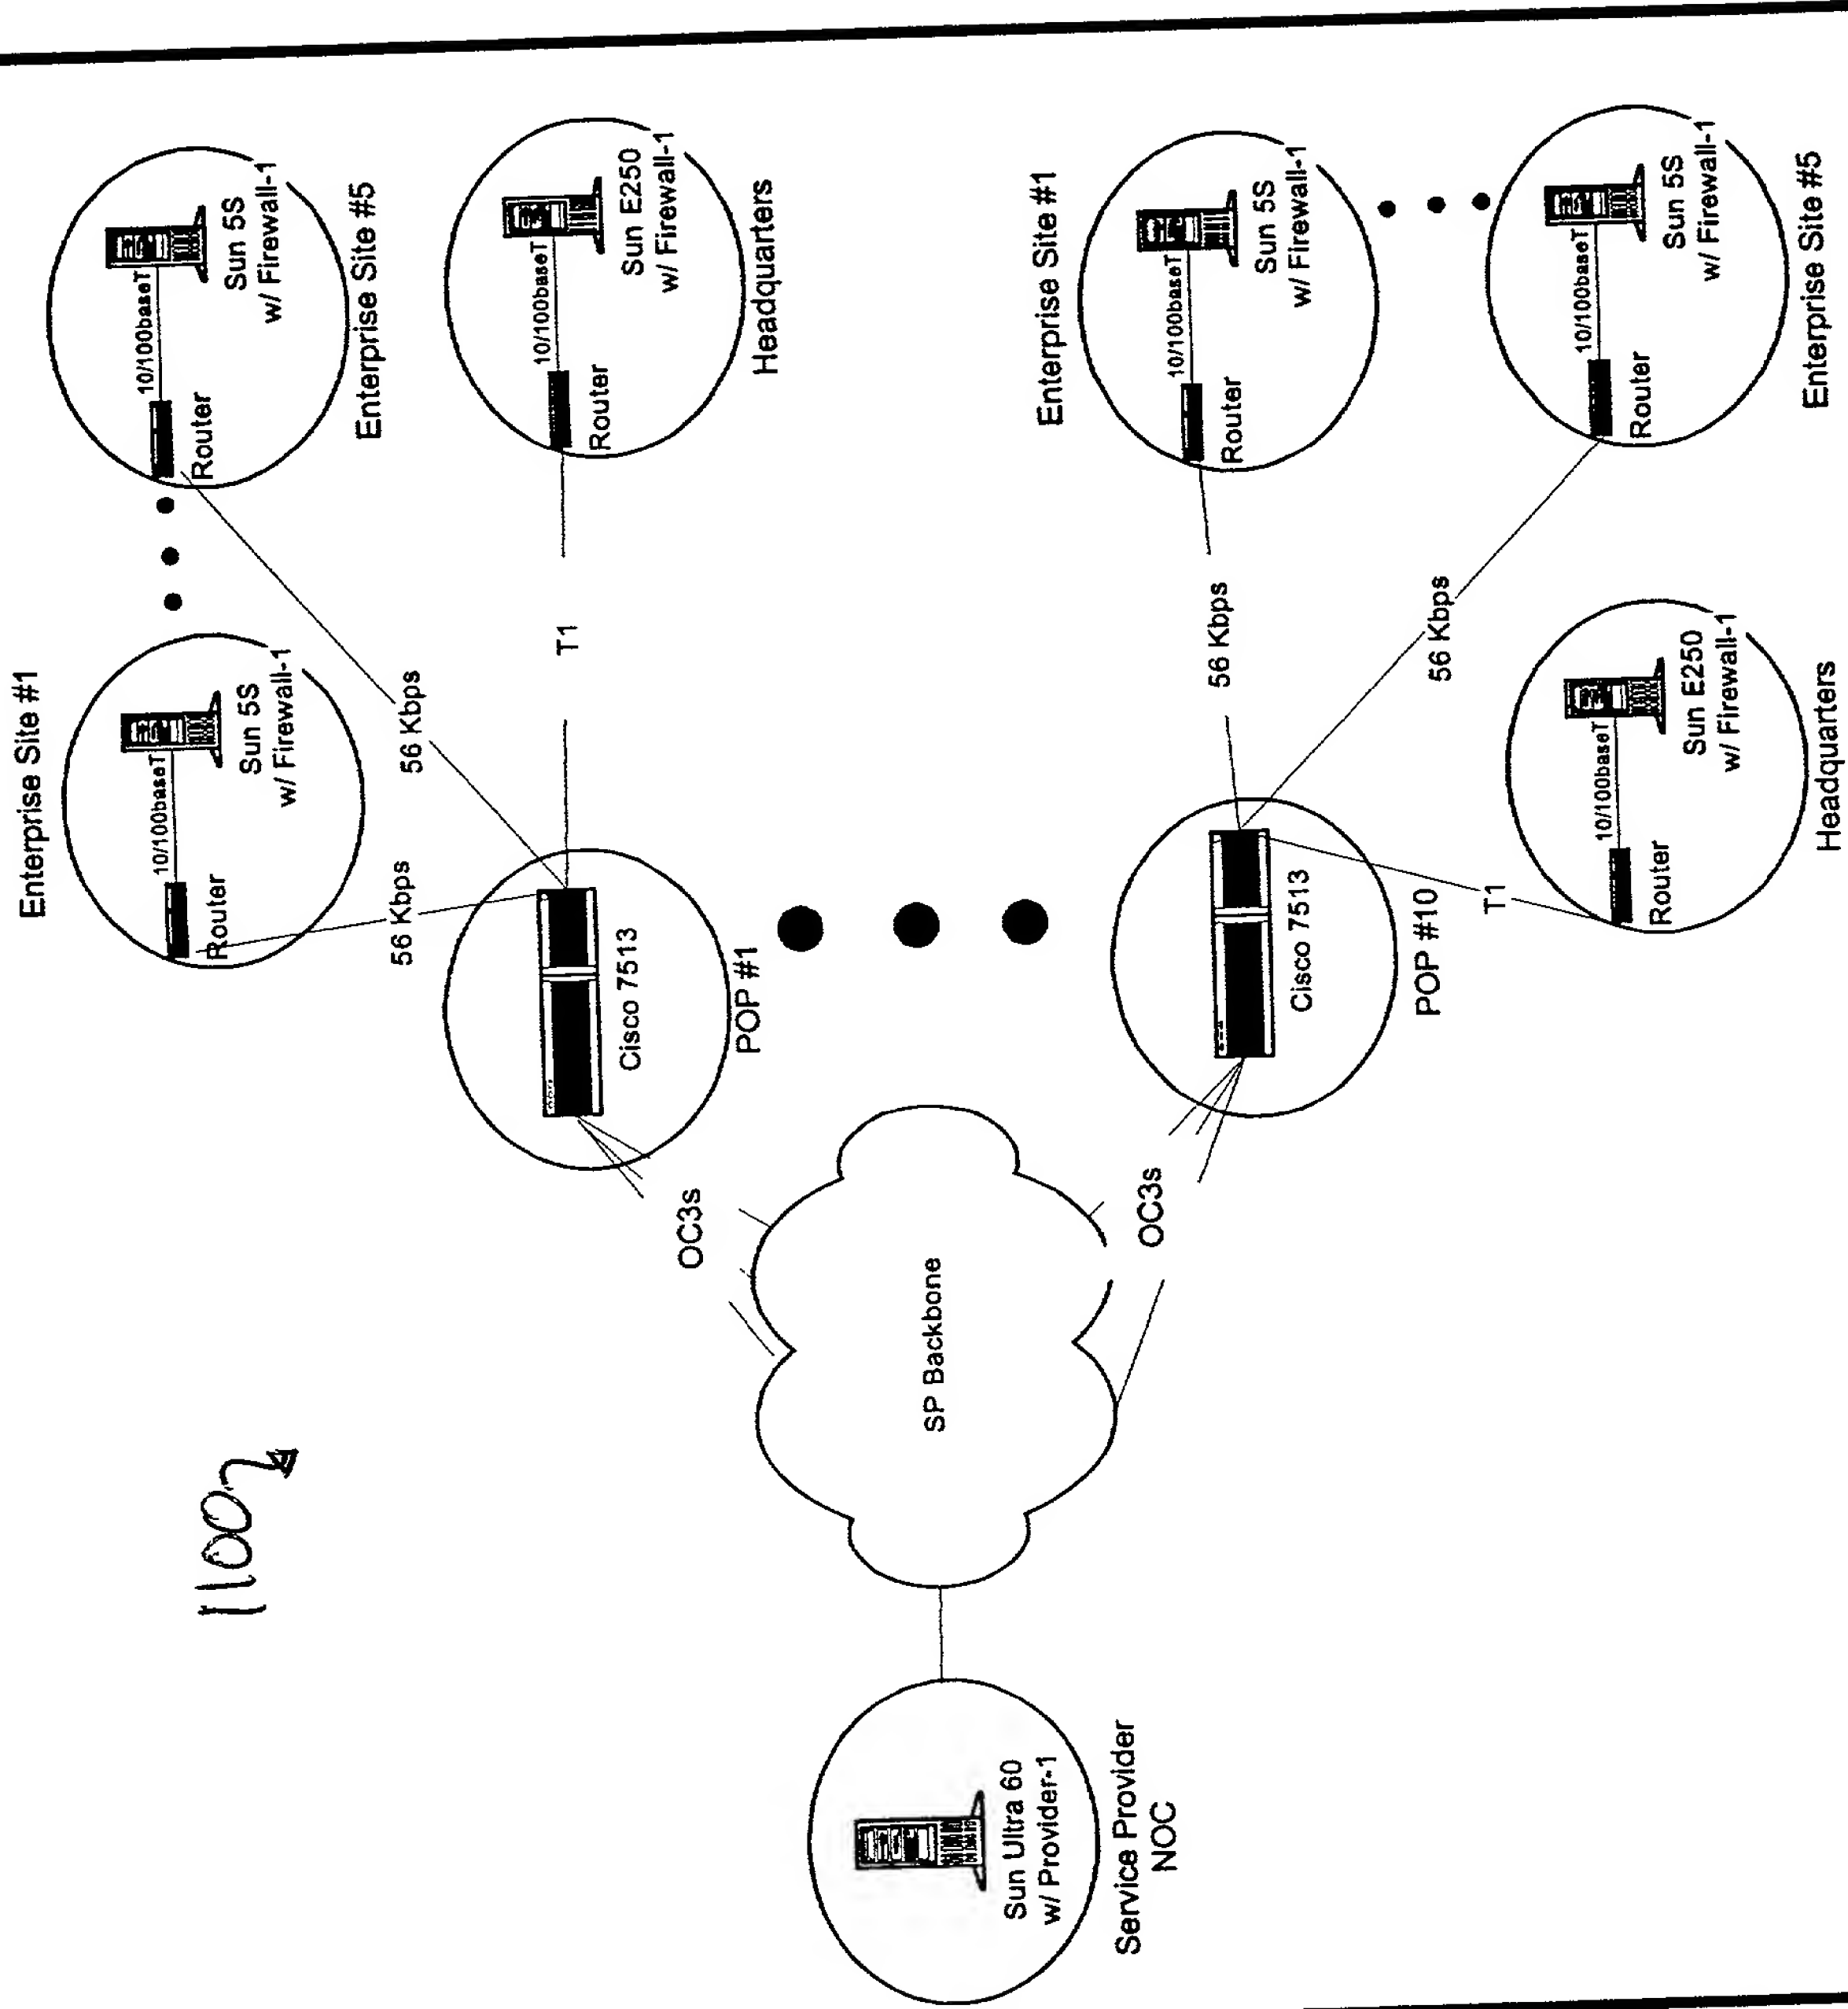 1100
Enterprise Site #1
10/100baseT
Router
Sun 5S
w/ Firewall-1
10/100baseT
Router
Sun 5S
w/ Firewall-1
Enterprise Site #5
56 Kbps
56 Kbps
10/100baseT
Router
Sun E250
w/ Firewall-1
Headquarters
T1
Cisco 7513
POP #1
OC3s
SP Backbone
Sun Ultra 60
w/ Provider-1
Service Provider
NOC
OC3s
Cisco 7513
POP #10
56 Kbps
Enterprise Site #1
10/100baseT
Router
Sun 5S
w/ Firewall-1
56 Kbps
10/100baseT
Router
Sun 5S
w/ Firewall-1
Enterprise Site #5
T1
10/100baseT
Router
Sun E250
w/ Firewall-1
Headquarters